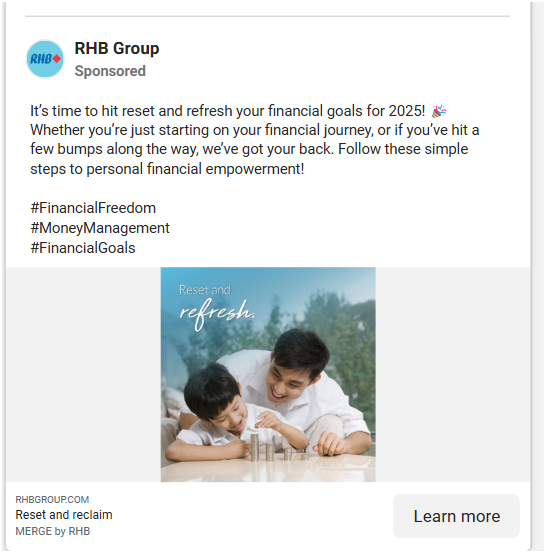 RHB
RHB Group
Sponsored
It’s time to hit reset and refresh your financial goals for 2025! 🎉
Whether you’re just starting on your financial journey, or if you’ve hit a
few bumps along the way, we’ve got your back. Follow these simple
steps to personal financial empowerment!
#FinancialFreedom
#MoneyManagement
#FinancialGoals
Reset and
refresh.
RHBGROUP.COM
Reset and reclaim
MERGE by RHB
Learn more